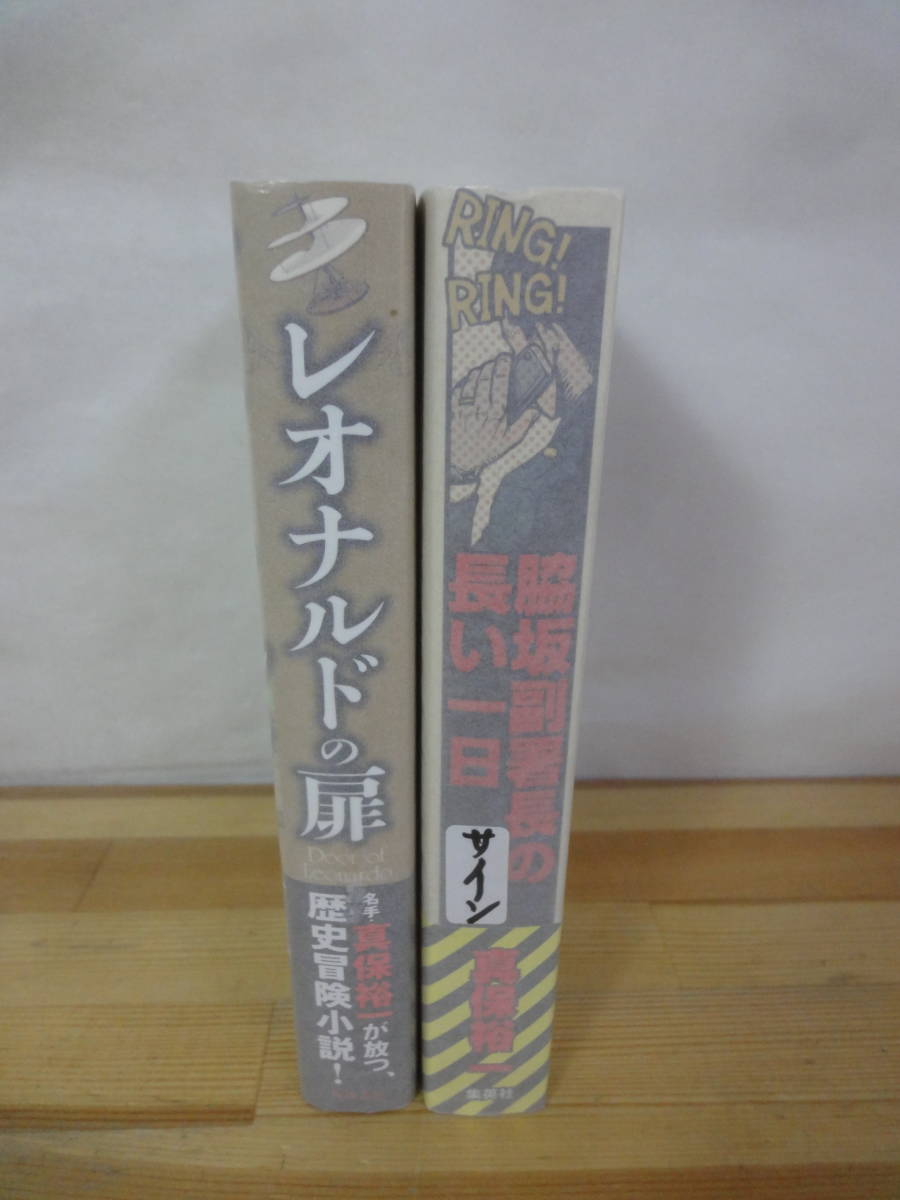 レオナルドの扉
Door of
Leonardo
名手・真保裕一が放つ、
歴史冒険小説！
RING!
RING!
脇坂副署長の
長い一日
サイン
真保裕一
集英社